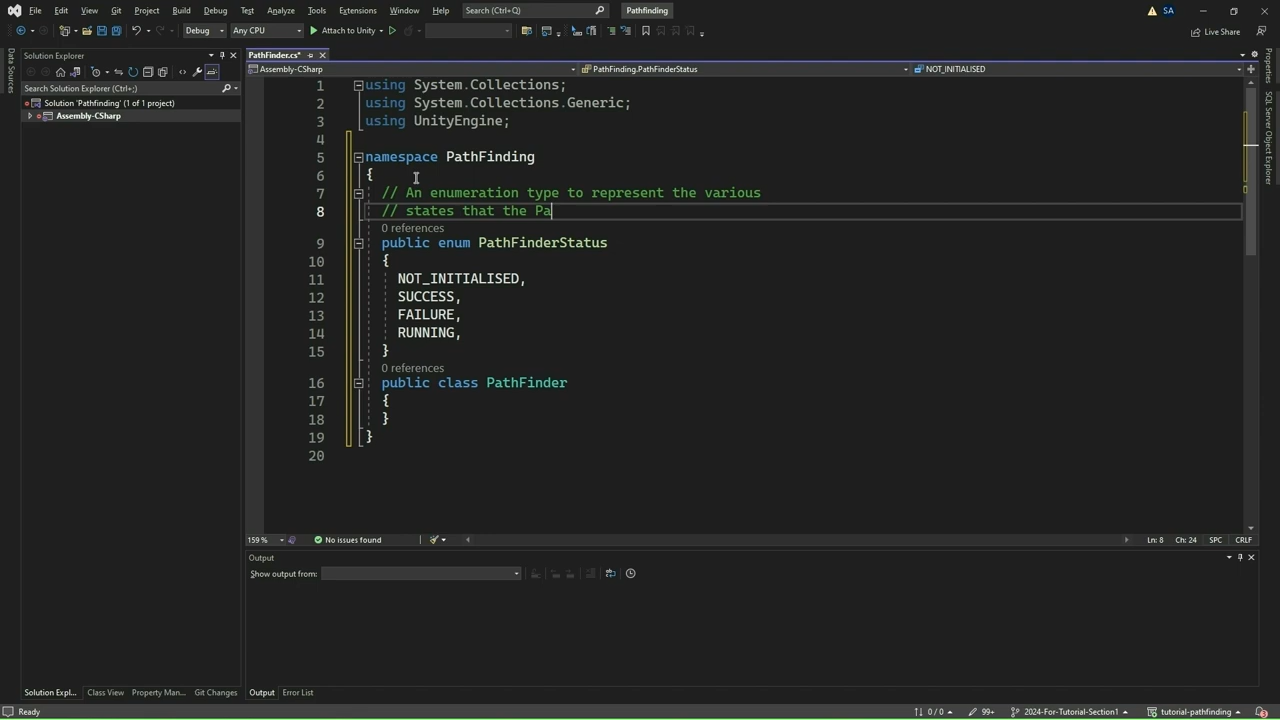 File Edit View Git Project Build Debug Test Analyze Tools Extensions Window Help Search (Ctrl+Q) Pathfinding SA
Debug Any CPU Attach to Unity Live Share
Data Sources
Solution Explorer
Search Solution Explorer (Ctrl+;)
Solution 'Pathfinding' (1 of 1 project)
Assembly-CSharp
PathFinder.cs*
Assembly-CSharp PathFinding.PathFinderStatus NOT_INITIALISED
1 using System.Collections;
2 using System.Collections.Generic;
3 using UnityEngine;
4
5 namespace PathFinding
6 {
7 // An enumeration type to represent the various
8 // states that the Pa
0 references
9 public enum PathFinderStatus
10 {
11 NOT_INITIALISED,
12 SUCCESS,
13 FAILURE,
14 RUNNING,
15 }
0 references
16 public class PathFinder
17 {
18 }
19 }
20
159 % No issues found Ln: 8 Ch: 24 SPC CRLF
Output
Show output from:
Properties
SQL Server Object Explorer
Solution Expl... Class View Property Man... Git Changes Output Error List
Ready 0 / 0 99+ 2024-For-Tutorial-Section1 tutorial-pathfinding